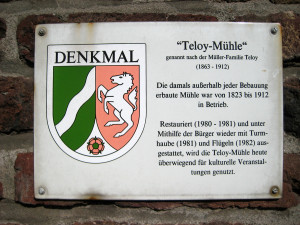 DENKMAL
"Teloy-Mühle"
genannt nach der Müller-Familie Teloy
(1863 - 1912)
Die damals außerhalb jeder Bebauung
erbaute Mühle war von 1823 bis 1912
in Betrieb.
Restauriert (1980 - 1981) und unter
Mithilfe der Bürger wieder mit Turm-
haube (1981) und Flügeln (1982) aus-
gestattet, wird die Teloy-Mühle heute
überwiegend für kulturelle Veranstal-
tungen genutzt.